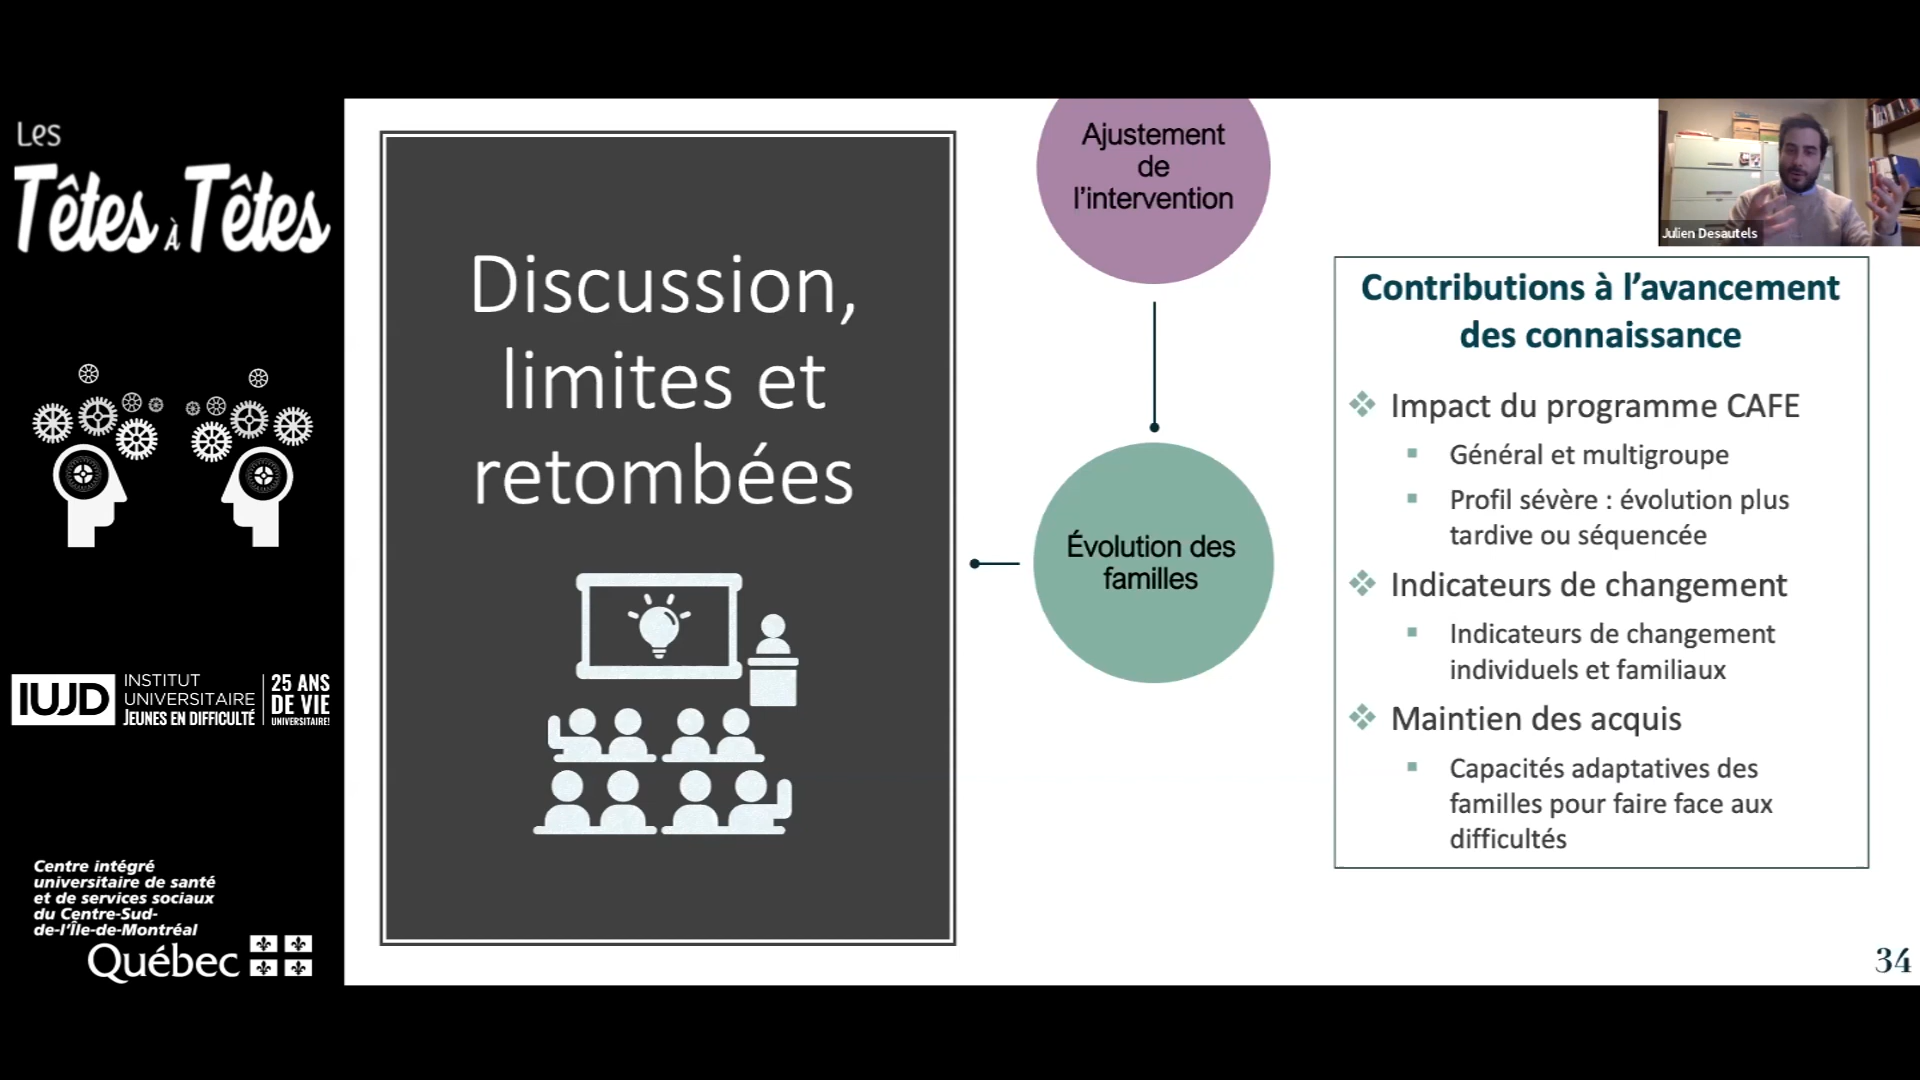 Les
Têtes à Têtes
IUJD
INSTITUT
UNIVERSITAIRE
JEUNES EN DIFFICULTÉ
25 ANS
DE VIE
UNIVERSITAIRE!
Centre intégré
universitaire de santé
et de services sociaux
du Centre-Sud-
de-l'Île-de-Montréal
Québec
Discussion,
limites et
retombées
Ajustement
de
l’intervention
Évolution des
familles
Julien Desautels
Contributions à l’avancement
des connaissance
Impact du programme CAFE
Général et multigroupe
Profil sévère : évolution plus
tardive ou séquencée
Indicateurs de changement
Indicateurs de changement
individuels et familiaux
Maintien des acquis
Capacités adaptatives des
familles pour faire face aux
difficultés
34